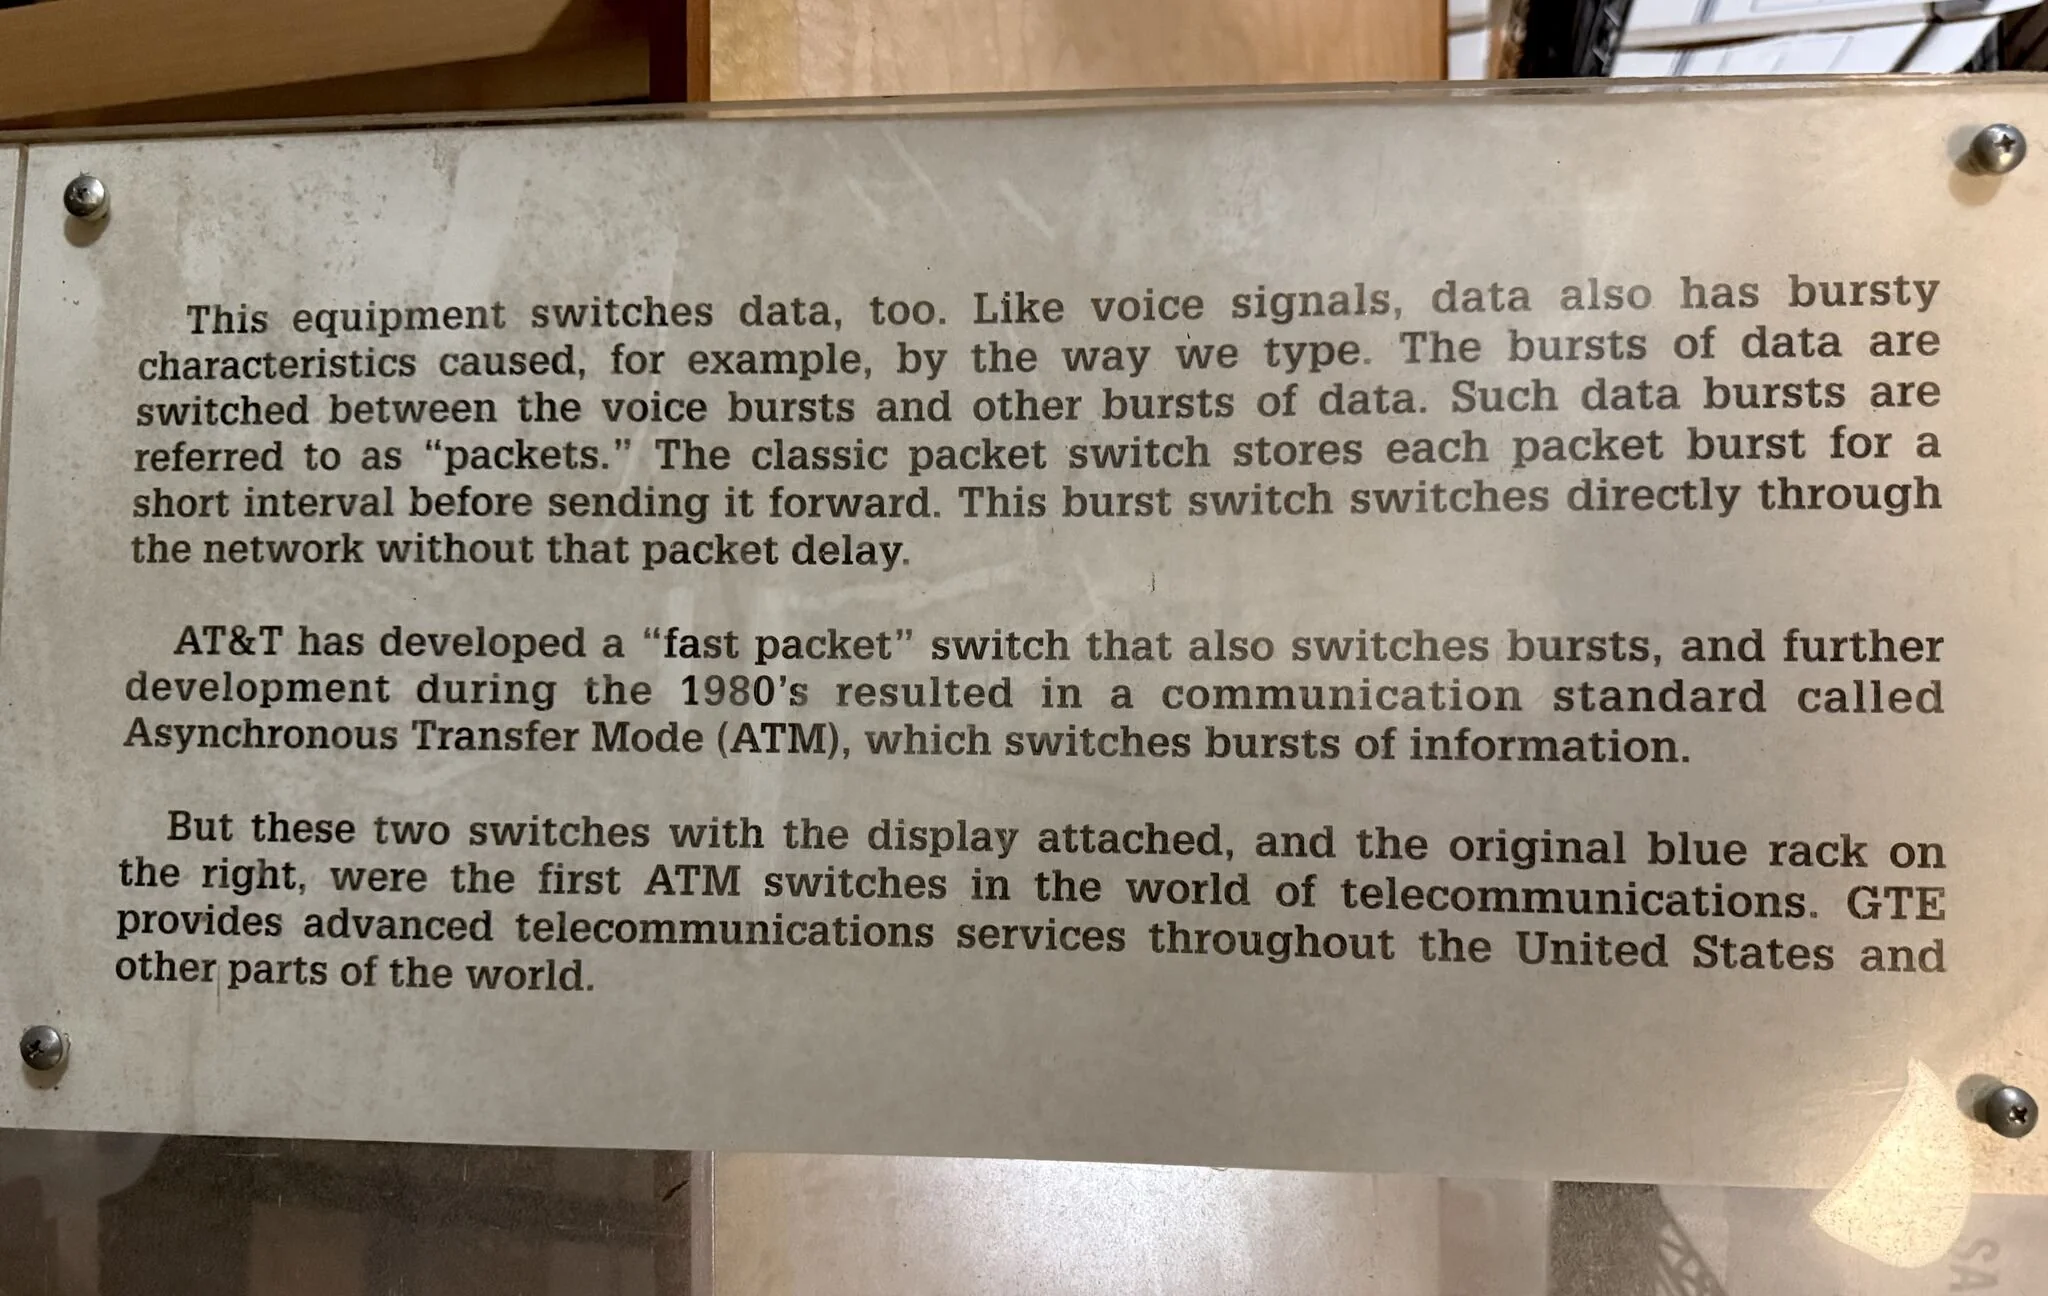 This equipment switches data, too. Like voice signals, data also has bursty
characteristics caused, for example, by the way we type. The bursts of data are
switched between the voice bursts and other bursts of data. Such data bursts are
referred to as “packets.” The classic packet switch stores each packet burst for a
short interval before sending it forward. This burst switch switches directly through
the network without that packet delay.
AT&T has developed a “fast packet” switch that also switches bursts, and further
development during the 1980’s resulted in a communication standard called
Asynchronous Transfer Mode (ATM), which switches bursts of information.
But these two switches with the display attached, and the original blue rack on
the right, were the first ATM switches in the world of telecommunications. GTE
provides advanced telecommunications services throughout the United States and
other parts of the world.
SA